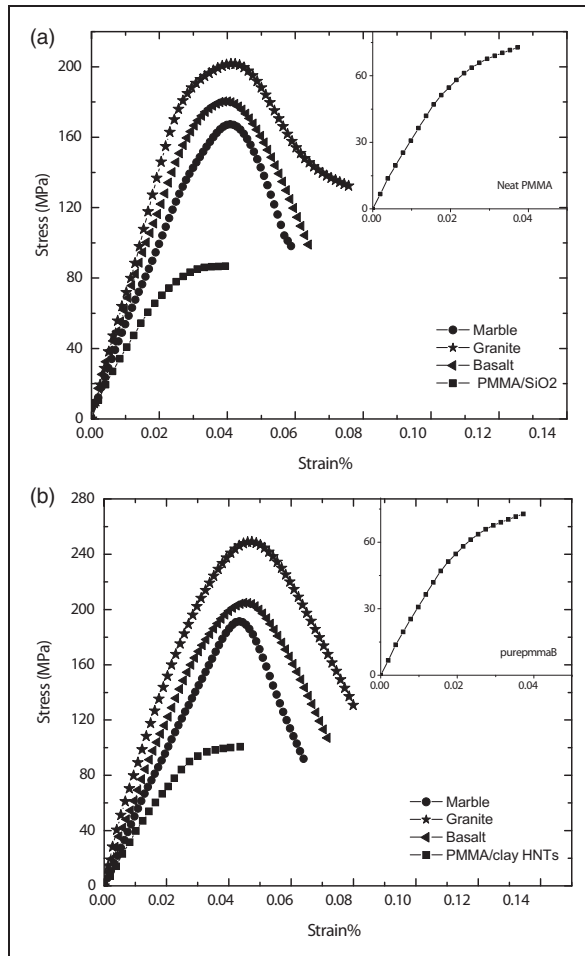 (a)
200
160
120
80
40
0
Stress (MPa)
0.00 0.02 0.04 0.06 0.08 0.10 0.12 0.14
Strain%
Marble
Granite
Basalt
PMMA/SiO2
60
30
0
0.00 0.02 0.04
Neat PMMA
(b)
280
240
200
160
120
80
40
0
Stress (MPa)
0.00 0.02 0.04 0.06 0.08 0.10 0.12 0.14
Strain%
Marble
Granite
Basalt
PMMA/clay HNTs
60
30
0
0.00 0.02 0.04
purepmmaB